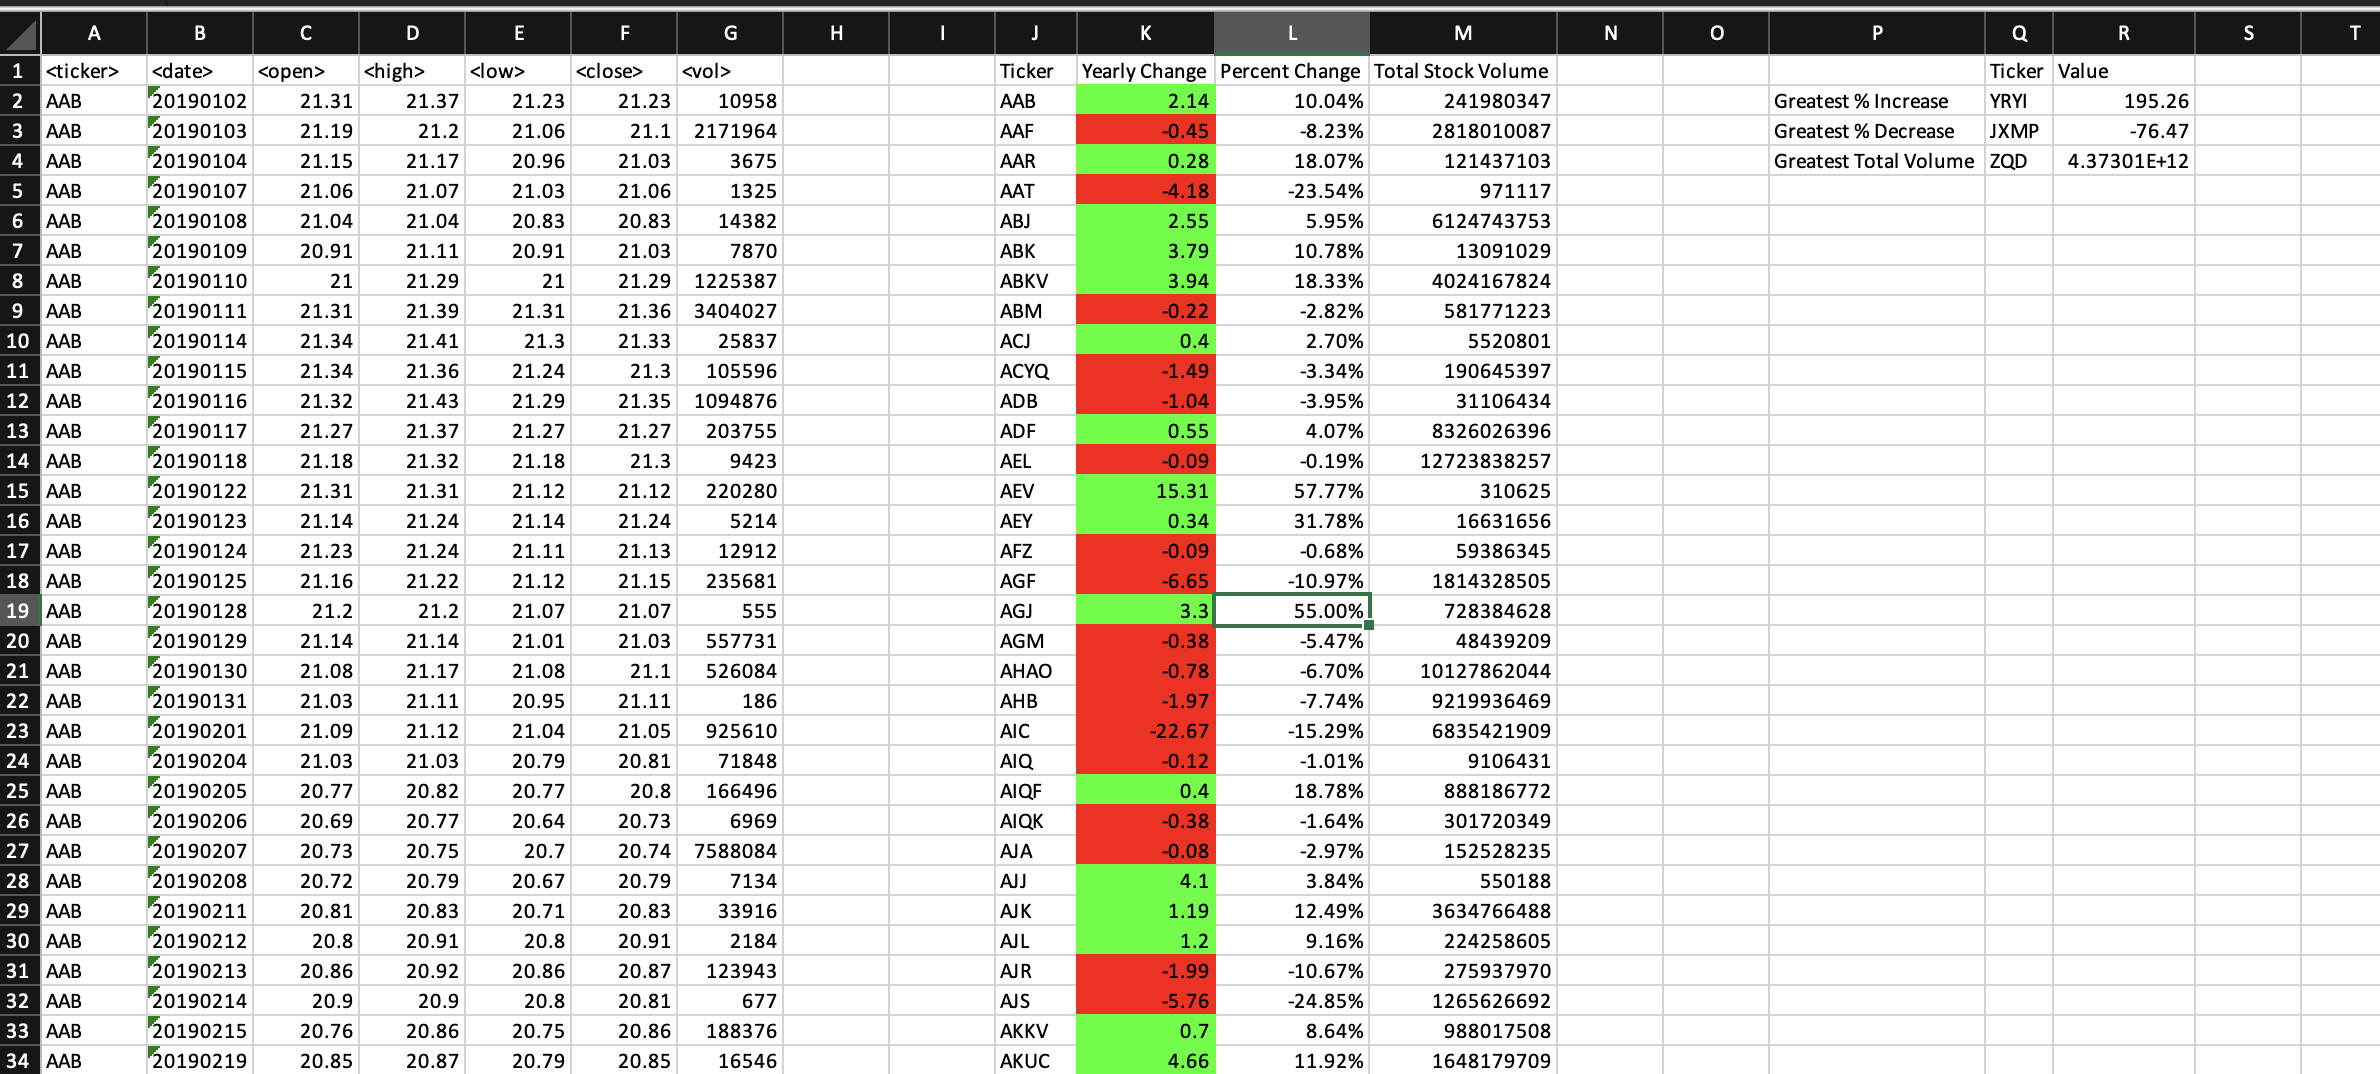 A B C D E F G H I J K L M N O P Q R S T
1 <ticker> <date> <open> <high> <low> <close> <vol> Ticker Yearly Change Percent Change Total Stock Volume Ticker Value
2 AAB 20190102 21.31 21.37 21.23 21.23 10958 AAB 2.14 10.04% 241980347 Greatest % Increase YRYI 195.26
3 AAB 20190103 21.19 21.2 21.06 21.1 2171964 AAF -0.45 -8.23% 2818010087 Greatest % Decrease JXMP -76.47
4 AAB 20190104 21.15 21.17 20.96 21.03 3675 AAR 0.28 18.07% 121437103 Greatest Total Volume ZQD 4.37301E+12
5 AAB 20190107 21.06 21.07 21.03 21.06 1325 AAT -4.18 -23.54% 971117
6 AAB 20190108 21.04 21.04 20.83 20.83 14382 ABJ 2.55 5.95% 6124743753
7 AAB 20190109 20.91 21.11 20.91 21.03 7870 ABK 3.79 10.78% 13091029
8 AAB 20190110 21 21.29 21 21.29 1225387 ABKV 3.94 18.33% 4024167824
9 AAB 20190111 21.31 21.39 21.31 21.36 3404027 ABM -0.22 -2.82% 581771223
10 AAB 20190114 21.34 21.41 21.3 21.33 25837 ACJ 0.4 2.70% 5520801
11 AAB 20190115 21.34 21.36 21.24 21.3 105596 ACYQ -1.49 -3.34% 190645397
12 AAB 20190116 21.32 21.43 21.29 21.35 1094876 ADB -1.04 -3.95% 31106434
13 AAB 20190117 21.27 21.37 21.27 21.27 203755 ADF 0.55 4.07% 8326026396
14 AAB 20190118 21.18 21.32 21.18 21.3 9423 AEL -0.09 -0.19% 12723838257
15 AAB 20190122 21.31 21.31 21.12 21.12 220280 AEV 15.31 57.77% 310625
16 AAB 20190123 21.14 21.24 21.14 21.24 5214 AEY 0.34 31.78% 16631656
17 AAB 20190124 21.23 21.24 21.11 21.13 12912 AFZ -0.09 -0.68% 59386345
18 AAB 20190125 21.16 21.22 21.12 21.15 235681 AGF -6.65 -10.97% 1814328505
19 AAB 20190128 21.2 21.2 21.07 21.07 555 AGJ 3.3 55.00% 728384628
20 AAB 20190129 21.14 21.14 21.01 21.03 557731 AGM -0.38 -5.47% 48439209
21 AAB 20190130 21.08 21.17 21.08 21.1 526084 AHAO -0.78 -6.70% 10127862044
22 AAB 20190131 21.03 21.11 20.95 21.11 186 AHB -1.97 -7.74% 9219936469
23 AAB 20190201 21.09 21.12 21.04 21.05 925610 AIC -22.67 -15.29% 6835421909
24 AAB 20190204 21.03 21.03 20.79 20.81 71848 AIQ -0.12 -1.01% 9106431
25 AAB 20190205 20.77 20.82 20.77 20.8 166496 AIQF 0.4 18.78% 888186772
26 AAB 20190206 20.69 20.77 20.64 20.73 6969 AIQK -0.38 -1.64% 301720349
27 AAB 20190207 20.73 20.75 20.7 20.74 7588084 AJA -0.08 -2.97% 152528235
28 AAB 20190208 20.72 20.79 20.67 20.79 7134 AJJ 4.1 3.84% 550188
29 AAB 20190211 20.81 20.83 20.71 20.83 33916 AJK 1.19 12.49% 3634766488
30 AAB 20190212 20.8 20.91 20.8 20.91 2184 AJL 1.2 9.16% 224258605
31 AAB 20190213 20.86 20.92 20.86 20.87 123943 AJR -1.99 -10.67% 275937970
32 AAB 20190214 20.9 20.9 20.8 20.81 677 AJS -5.76 -24.85% 1265626692
33 AAB 20190215 20.76 20.86 20.75 20.86 188376 AKKV 0.7 8.64% 988017508
34 AAB 20190219 20.85 20.87 20.79 20.85 16546 AKUC 4.66 11.92% 1648179709